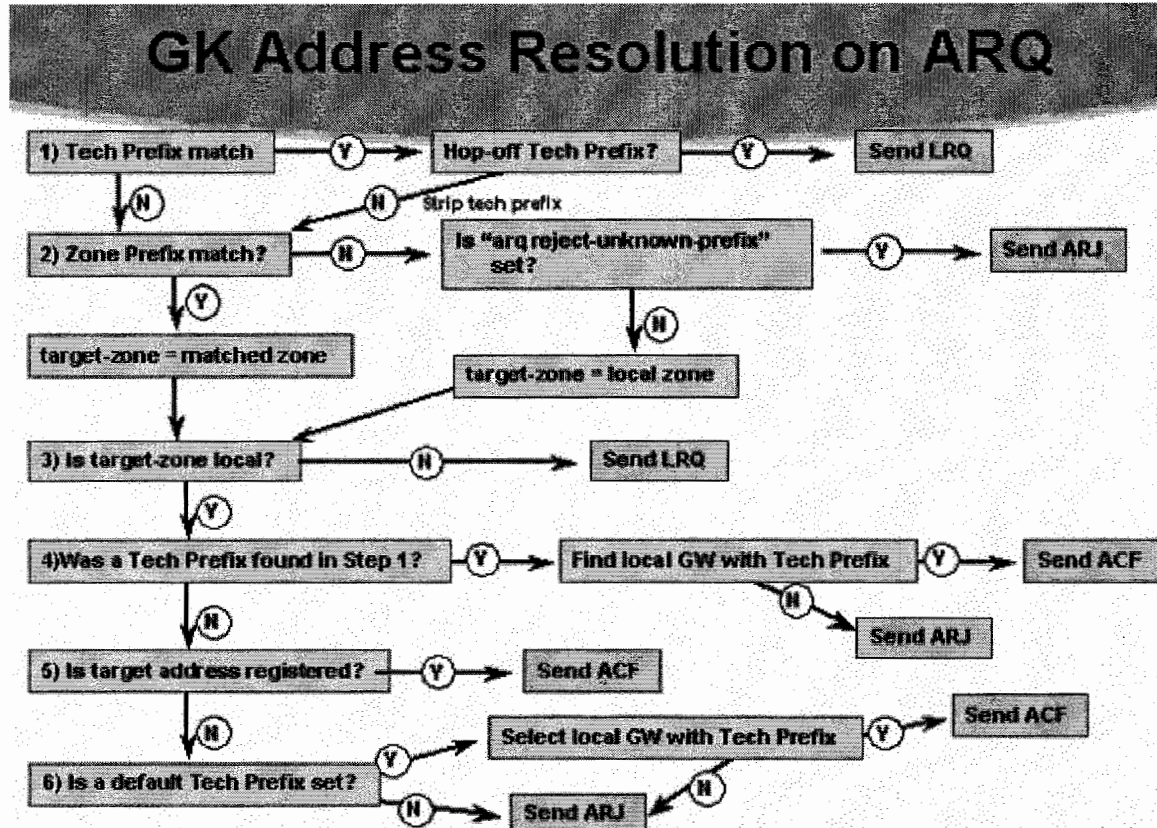 GK Address Resolution on ARQ
1) Tech Prefix match
Y
Hop-off Tech Prefix?
Y
Send LRQ
N
N
Strip tech prefix
2) Zone Prefix match?
N
Is “arq reject-unknown-prefix”
set?
Y
Send ARJ
Y
N
target-zone = matched zone
target-zone = local zone
3) Is target-zone local?
N
Send LRQ
Y
4)Was a Tech Prefix found in Step 1?
Y
Find local GW with Tech Prefix
Y
Send ACF
N
N
Send ARJ
5) Is target address registered?
Y
Send ACF
N
Y
Select local GW with Tech Prefix
Y
Send ACF
6) Is a default Tech Prefix set?
N
Send ARJ
N